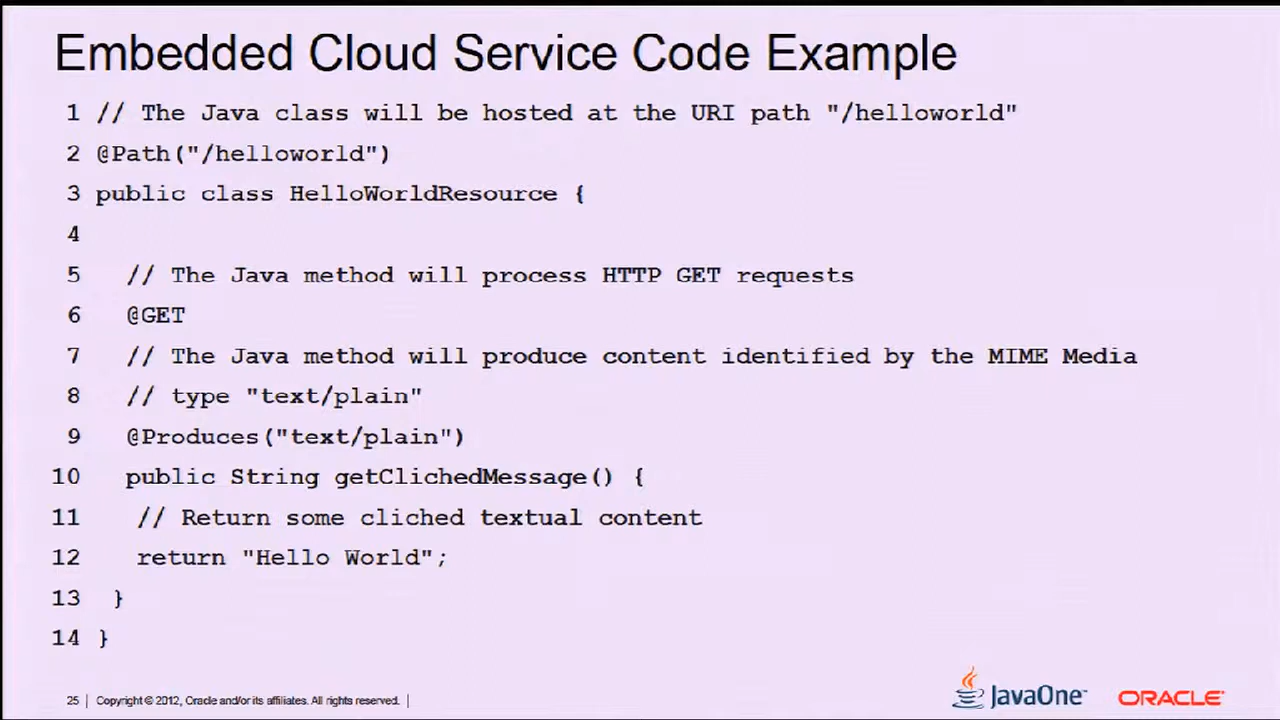 Embedded Cloud Service Code Example
1 // The Java class will be hosted at the URI path "/helloworld"
2 @Path("/helloworld")
3 public class HelloWorldResource {
4
5 // The Java method will process HTTP GET requests
6 @GET
7 // The Java method will produce content identified by the MIME Media
8 // type "text/plain"
9 @Produces("text/plain")
10 public String getClichedMessage() {
11 // Return some cliched textual content
12 return "Hello World";
13 }
14 }
25 | Copyright © 2012, Oracle and/or its affiliates. All rights reserved. |
JavaOne™ ORACLE®